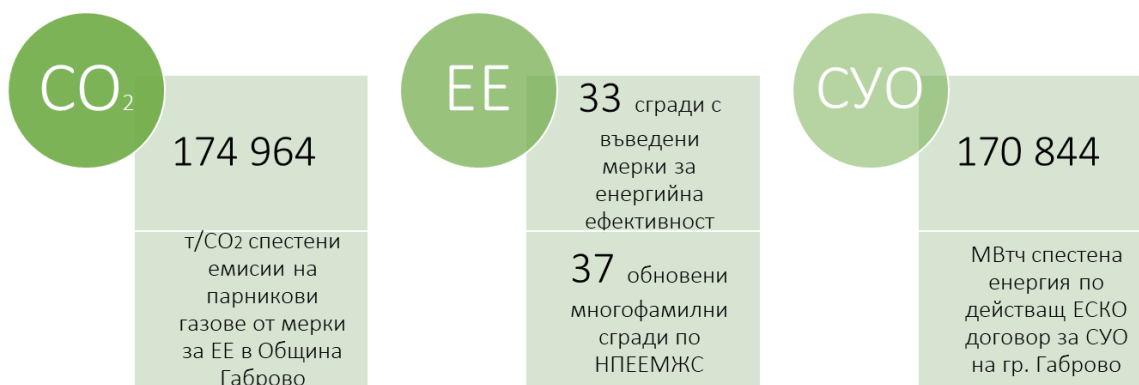 CO2
174 964
т/CO2 спестени
емисии на
парникови
газове от мерки
за ЕЕ в Община
Габрово
ЕЕ
33 сгради с
въведени
мерки за
енергийна
ефективност
37 обновени
многофамилни
сгради по
НПЕЕМЖС
СУО
170 844
МВтч спестена
енергия по
действащ ЕСКО
договор за СУО
на гр. Габрово